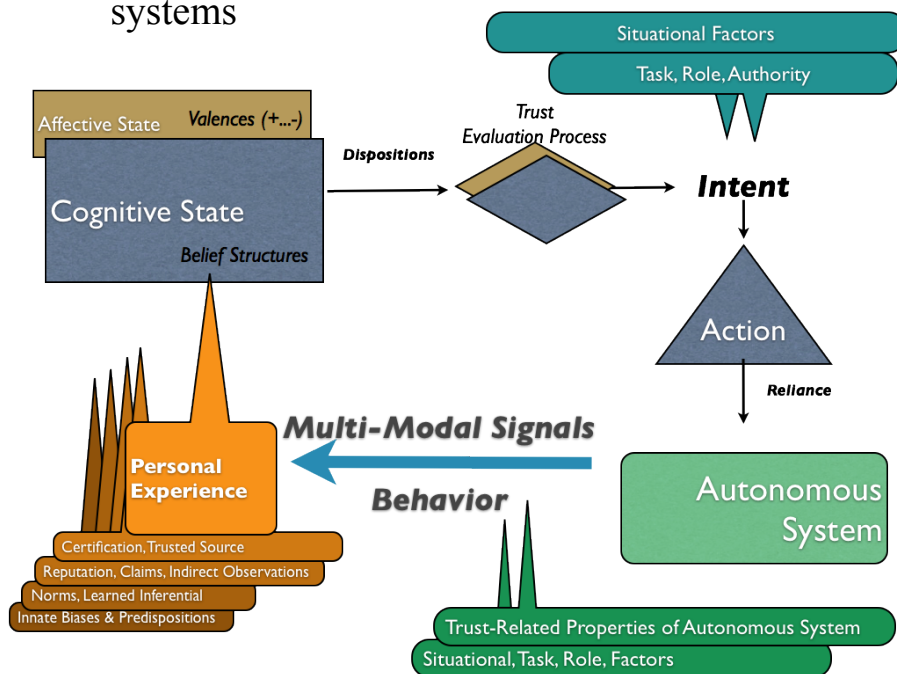 systems
Situational Factors
Task, Role, Authority
Affective State
Valences (+...-)
Trust
Evaluation Process
Dispositions
Intent
Cognitive State
Belief Structures
Action
Reliance
Multi-Modal Signals
Behavior
Personal
Experience
Autonomous
System
Certification, Trusted Source
Reputation, Claims, Indirect Observations
Norms, Learned Inferential
Innate Biases & Predispositions
Trust-Related Properties of Autonomous System
Situational, Task, Role, Factors